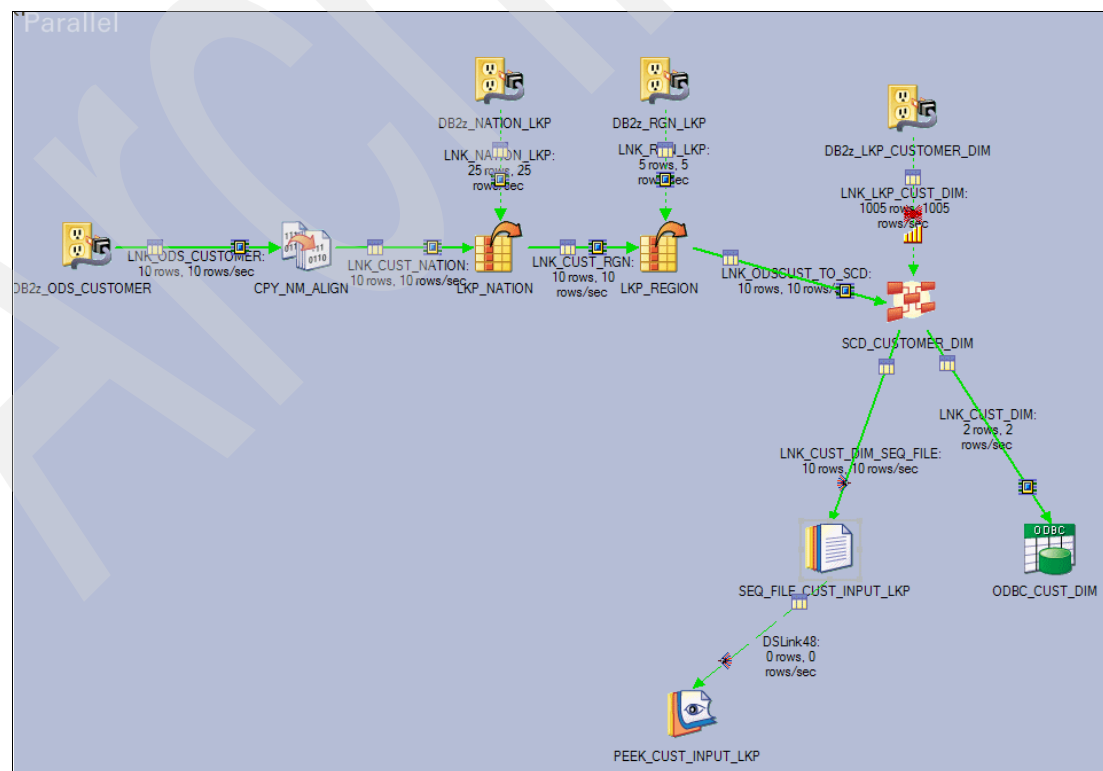 Parallel
DB2z_NATION_LKP
DB2z_RGN_LKP
DB2z_LKP_CUSTOMER_DIM
LNK_NATION_LKP:
25 rows, 25
rows/sec
LNK_RGN_LKP:
5 rows, 5
rows/sec
LNK_LKP_CUST_DIM:
1005 rows, 1005
rows/sec
LNK_ODS_CUSTOMER:
10 rows, 10 rows/sec
LNK_CUST_NATION:
10 rows, 10 rows/sec
LNK_CUST_RGN:
10 rows, 10
rows/sec
LNK_ODSCUST_TO_SCD:
10 rows, 10 rows/sec
DB2z_ODS_CUSTOMER
CPY_NM_ALIGN
LKP_NATION
LKP_REGION
SCD_CUSTOMER_DIM
LNK_CUST_DIM:
2 rows, 2
rows/sec
LNK_CUST_DIM_SEQ_FILE:
10 rows, 10 rows/sec
ODBC
SEQ_FILE_CUST_INPUT_LKP
ODBC_CUST_DIM
DSLink48:
0 rows, 0
rows/sec
PEEK_CUST_INPUT_LKP